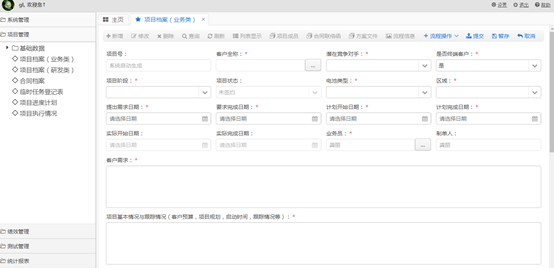 gt, 欢迎您! 设置 退出 帮助
系统管理
项目管理
基础数据
项目档案（业务类）
项目档案（研发类）
合同档案
临时任务登记表
项目进度计划
项目执行情况
绩效管理
测试管理
统计报表
主页 项目档案（业务类） ×
新增 修改 删除 查询 刷新 列表显示 项目成员 合同联络函 方案文件 流程信息 流程操作 提交 暂存 取消
项目号： 客户全称：* 潜在竞争对手：* 是否终端客户：*
系统自动生成 ... 是
项目阶段：* 项目状态： 电池类型：* 区域：*
未签约
提出需求日期：* 要求完成日期：* 计划开始日期：* 计划完成日期：*
请选择日期 请选择日期 请选择日期 请选择日期
实际开始日期： 实际完成日期： 业务员：* 制单人：
请选择日期 请选择日期 ...
客户需求：*
项目基本情况与跟踪情况（客户预算，项目规划，启动时间，跟踪情况等）：*